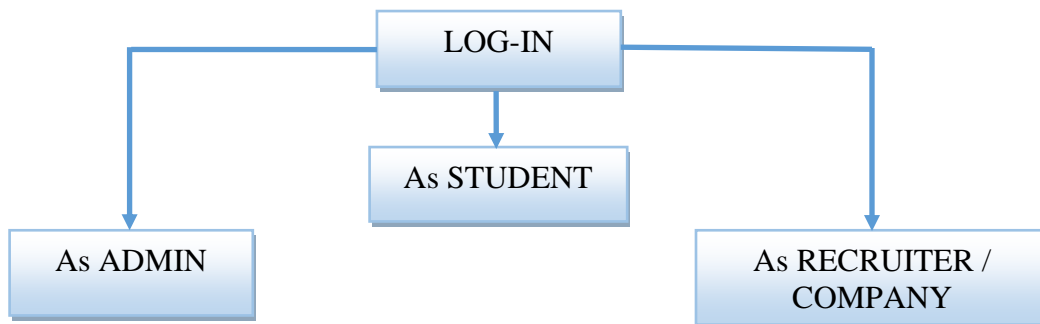 LOG-IN
As STUDENT
As ADMIN
As RECRUITER /
COMPANY